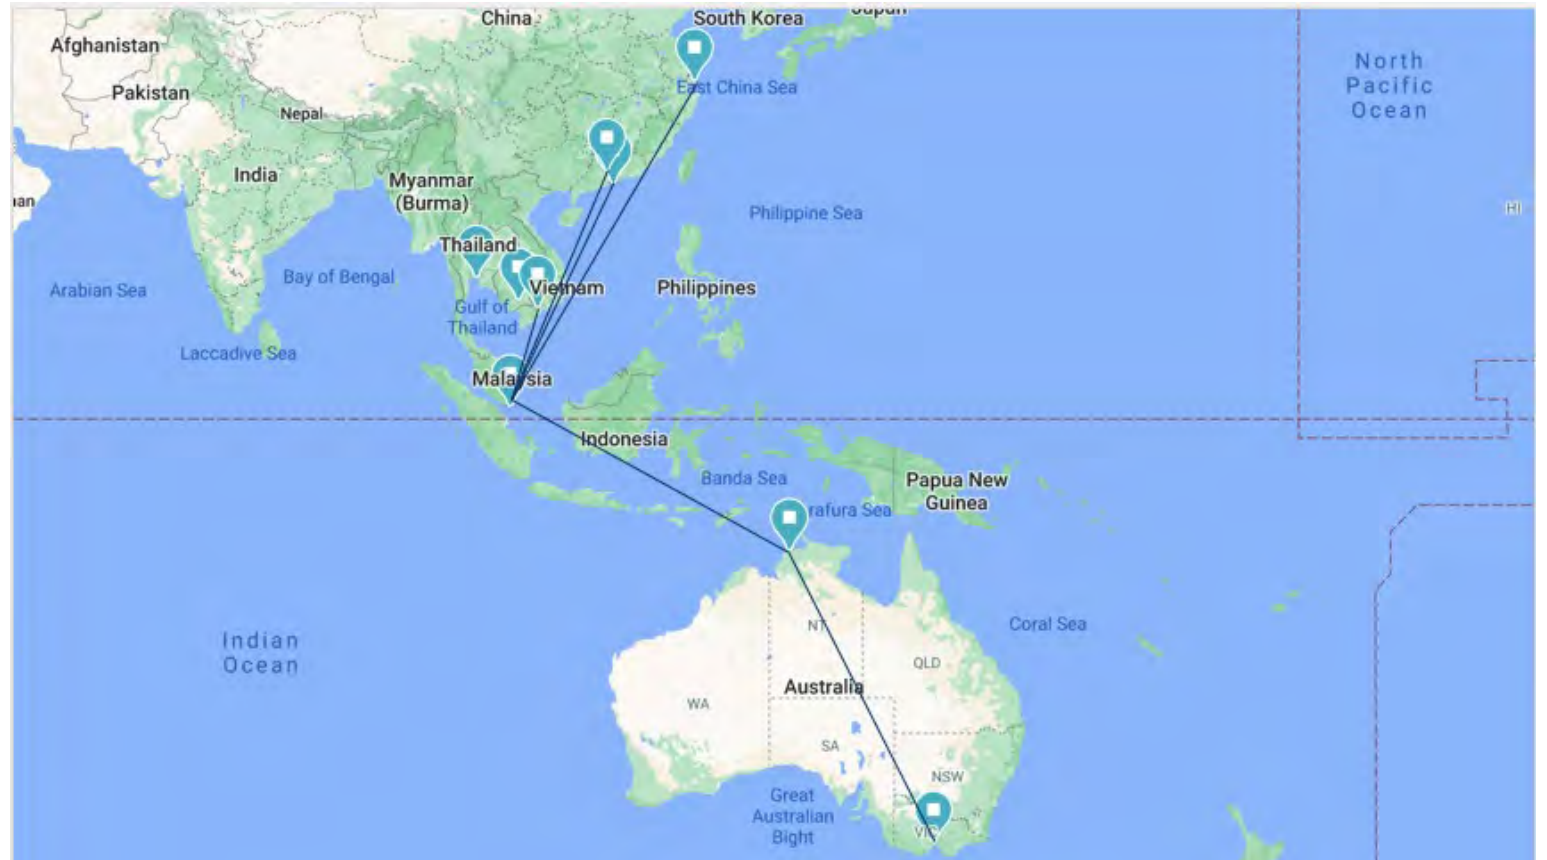 China
South Korea
Japan
Afghanistan
East China Sea
North
Pacific
Ocean
Pakistan
Nepal
India
Myanmar
(Burma)
an
Philippine Sea
HI
Thailand
Bay of Bengal
Arabian Sea
Vietnam
Philippines
Gulf of
Thailand
Laccadive Sea
Malaysia
Indonesia
Banda Sea
Papua New
Guinea
rafura Sea
Indian
Ocean
Coral Sea
NT
QLD
Australia
WA
SA
NSW
Great
Australian
Bight
VIC